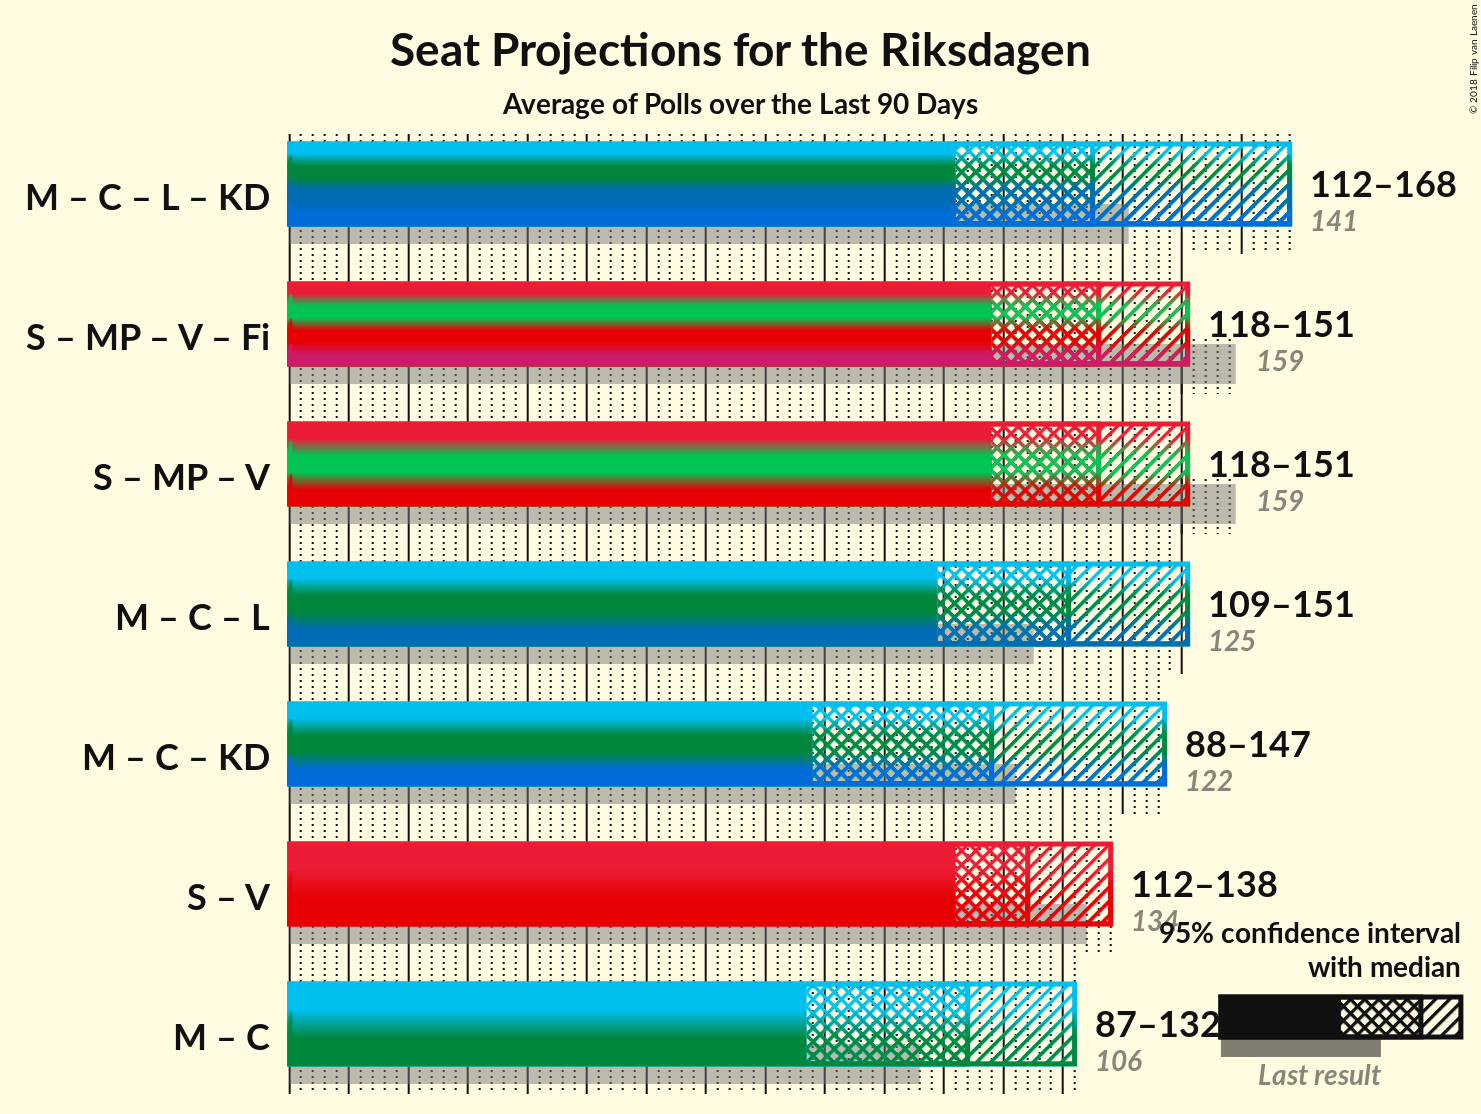 Seat Projections for the Riksdagen
Average of Polls over the Last 90 Days
© 2018 Filip van Laenen
M – C – L – KD
112–168
141
S – MP – V – Fi
118–151
159
S – MP – V
118–151
159
M – C – L
109–151
125
M – C – KD
88–147
122
S – V
112–138
134
M – C
87–132
106
95% confidence interval
with median
Last result